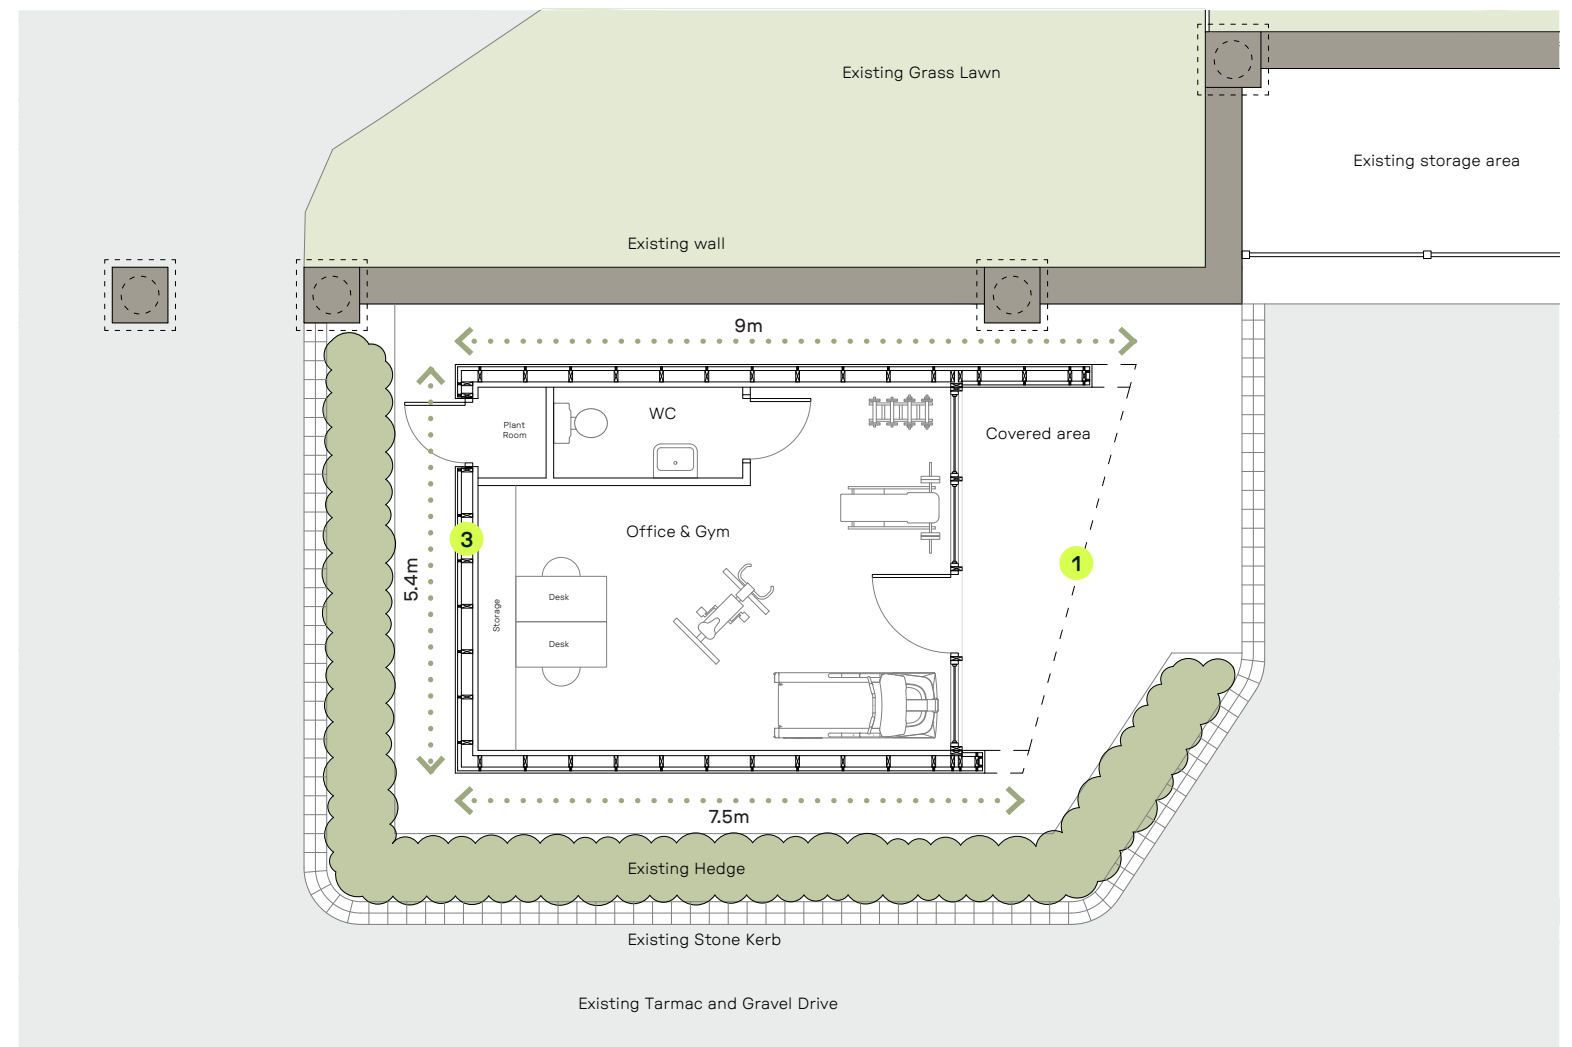 Existing Grass Lawn
Existing storage area
Existing wall
9m
WC
Plant
Room
Covered area
Office & Gym
3
1
5.4m
Storage
Desk
Desk
7.5m
Existing Hedge
Existing Stone Kerb
Existing Tarmac and Gravel Drive